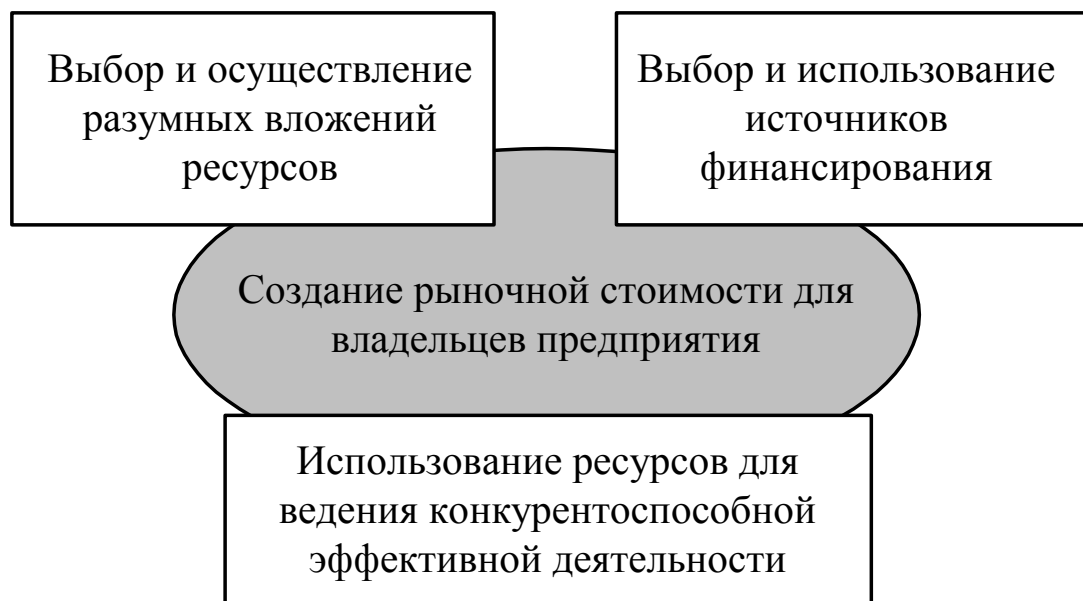 Выбор и осуществление
разумных вложений
ресурсов
Выбор и использование
источников
финансирования
Создание рыночной стоимости для
владельцев предприятия
Использование ресурсов для
ведения конкурентоспособной
эффективной деятельности